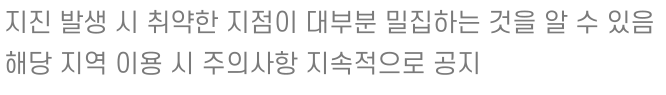 지진 발생 시 취약한 지점이 대부분 밀집하는 것을 알 수 있음
해당 지역 이용 시 주의사항 지속적으로 공지